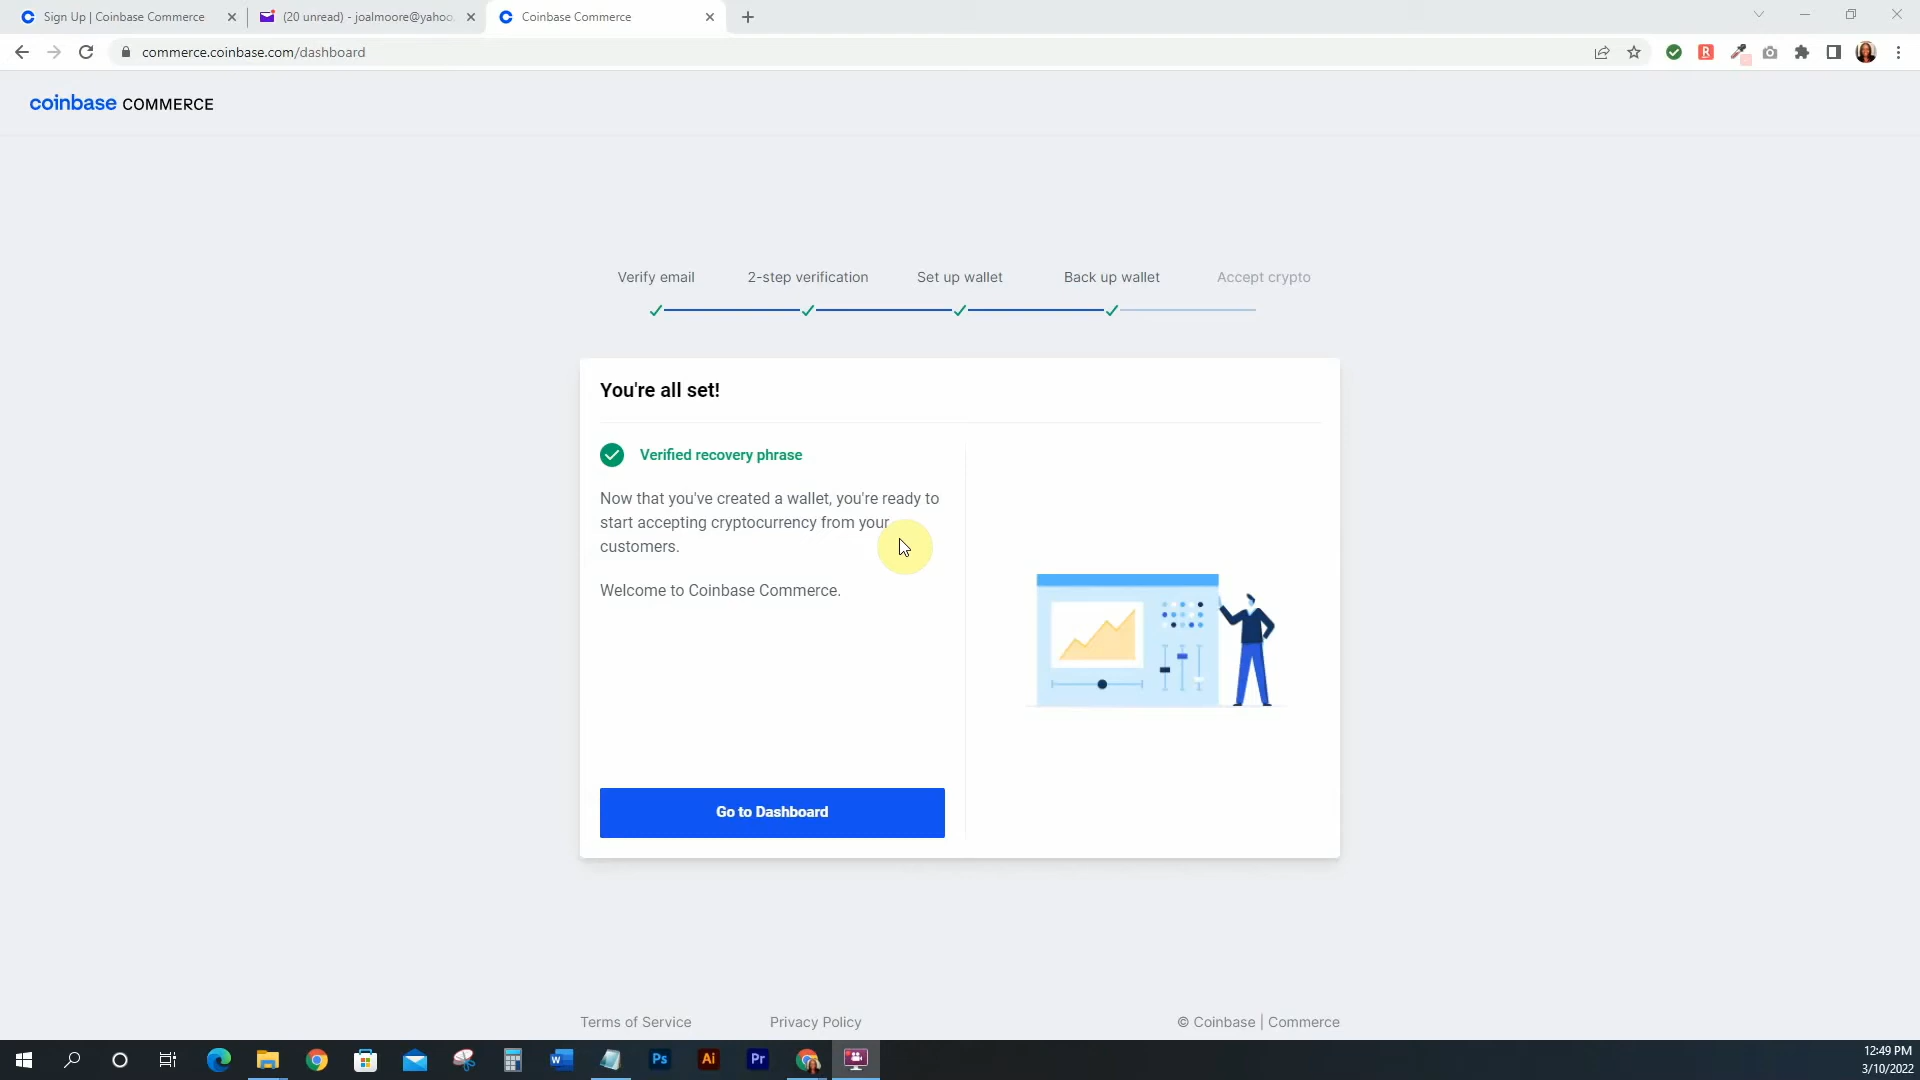 Sign Up | Coinbase Commerce
(20 unread) - joalmoore@yahoo.
Coinbase Commerce
commerce.coinbase.com/dashboard
coinbase COMMERCE
Verify email
2-step verification
Set up wallet
Back up wallet
Accept crypto
You're all set!
Verified recovery phrase
Now that you've created a wallet, you're ready to
start accepting cryptocurrency from your
customers.
Welcome to Coinbase Commerce.
Go to Dashboard
Terms of Service
Privacy Policy
© Coinbase | Commerce
Ps
Ai
Pr
12:49 PM
3/10/2022